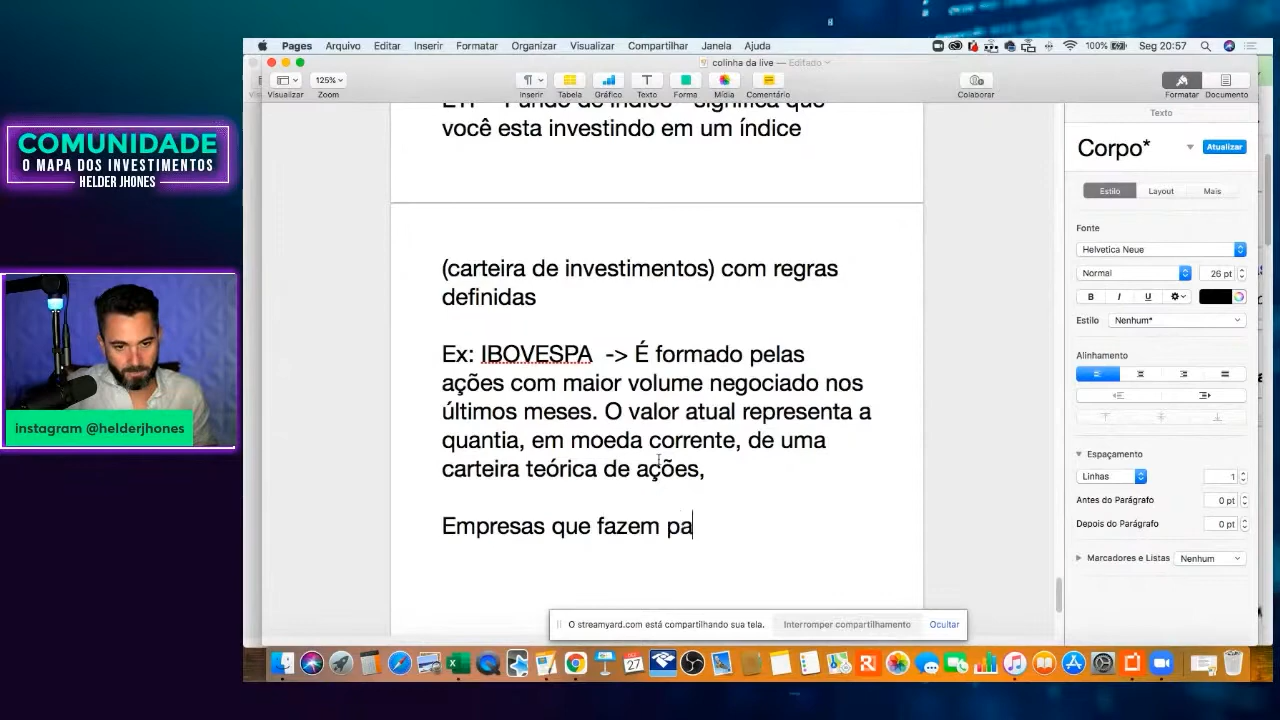 COMUNIDADE
O MAPA DOS INVESTIMENTOS
HELDER JHONES
instagram @helderjhones
Pages Arquivo Editar Inserir Formatar Organizar Visualizar Compartilhar Janela Ajuda
100% Seg 20:57
colinha da live — Editado
125%
Visualizar Zoom
Inserir Tabela Gráfico Texto Forma Mídia Comentário
Colaborar
Formatar Documento
você esta investindo em um índice
(carteira de investimentos) com regras
definidas
Ex: IBOVESPA -> É formado pelas
ações com maior volume negociado nos
últimos meses. O valor atual representa a
quantia, em moeda corrente, de uma
carteira teórica de ações,
Empresas que fazem pa
Texto
Corpo*
Atualizar
Estilo Layout Mais
Fonte
Helvetica Neue
Normal 26 pt
B I U
Estilo Nenhum*
Alinhamento
Espaçamento
Linhas 1
Antes do Parágrafo 0 pt
Depois do Parágrafo 0 pt
Marcadores e Listas Nenhum
O streamyard.com está compartilhando sua tela. Interromper compartilhamento Ocultar